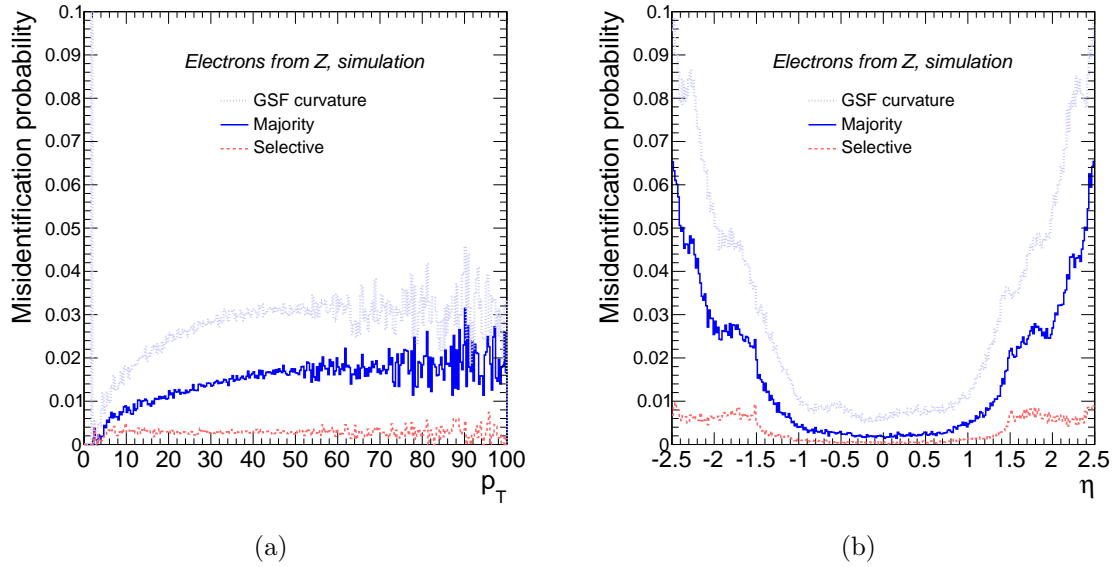 Misidentification probability
0.1
0.09
0.08
0.07
0.06
0.05
0.04
0.03
0.02
0.01
0
Electrons from Z, simulation
GSF curvature
Majority
Selective
0 10 20 30 40 50 60 70 80 90 100
p_T
(a)
Misidentification probability
0.1
0.09
0.08
0.07
0.06
0.05
0.04
0.03
0.02
0.01
0
Electrons from Z, simulation
GSF curvature
Majority
Selective
-2.5 -2 -1.5 -1 -0.5 0 0.5 1 1.5 2 2.5
η
(b)